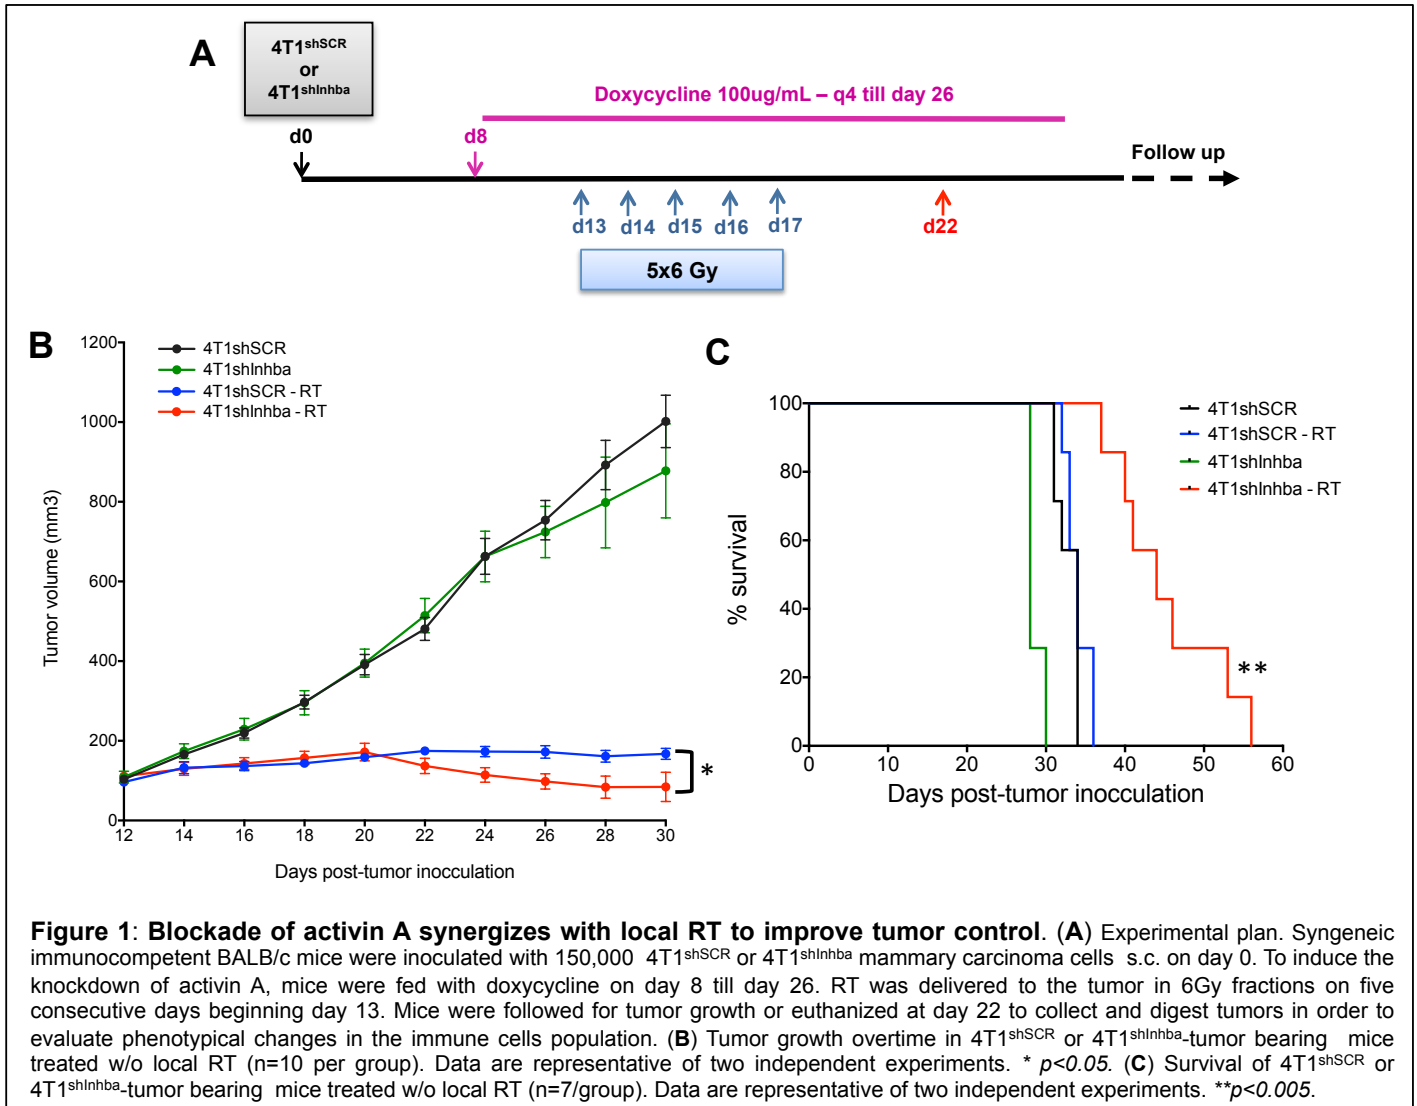 A
4T1shSCR
or
4T1shInhba
Doxycycline 100ug/mL – q4 till day 26
d0
d8
Follow up
d13 d14 d15 d16 d17 d22
5x6 Gy
B
4T1shSCR
4T1shInhba
4T1shSCR - RT
4T1shInhba - RT
Tumor volume (mm3)
1200
1000
800
600
400
200
0
*
12 14 16 18 20 22 24 26 28 30
Days post-tumor inocculation
C
4T1shSCR
4T1shSCR - RT
4T1shInhba
4T1shInhba - RT
% survival
100
80
60
40
20
0
**
0 10 20 30 40 50 60
Days post-tumor inocculation
Figure 1: Blockade of activin A synergizes with local RT to improve tumor control. (A) Experimental plan. Syngeneic
immunocompetent BALB/c mice were inoculated with 150,000 4T1shSCR or 4T1shInhba mammary carcinoma cells s.c. on day 0. To induce the
knockdown of activin A, mice were fed with doxycycline on day 8 till day 26. RT was delivered to the tumor in 6Gy fractions on five
consecutive days beginning day 13. Mice were followed for tumor growth or euthanized at day 22 to collect and digest tumors in order to
evaluate phenotypical changes in the immune cells population. (B) Tumor growth overtime in 4T1shSCR or 4T1shInhba-tumor bearing mice
treated w/o local RT (n=10 per group). Data are representative of two independent experiments. * p<0.05. (C) Survival of 4T1shSCR or
4T1shInhba-tumor bearing mice treated w/o local RT (n=7/group). Data are representative of two independent experiments. **p<0.005.